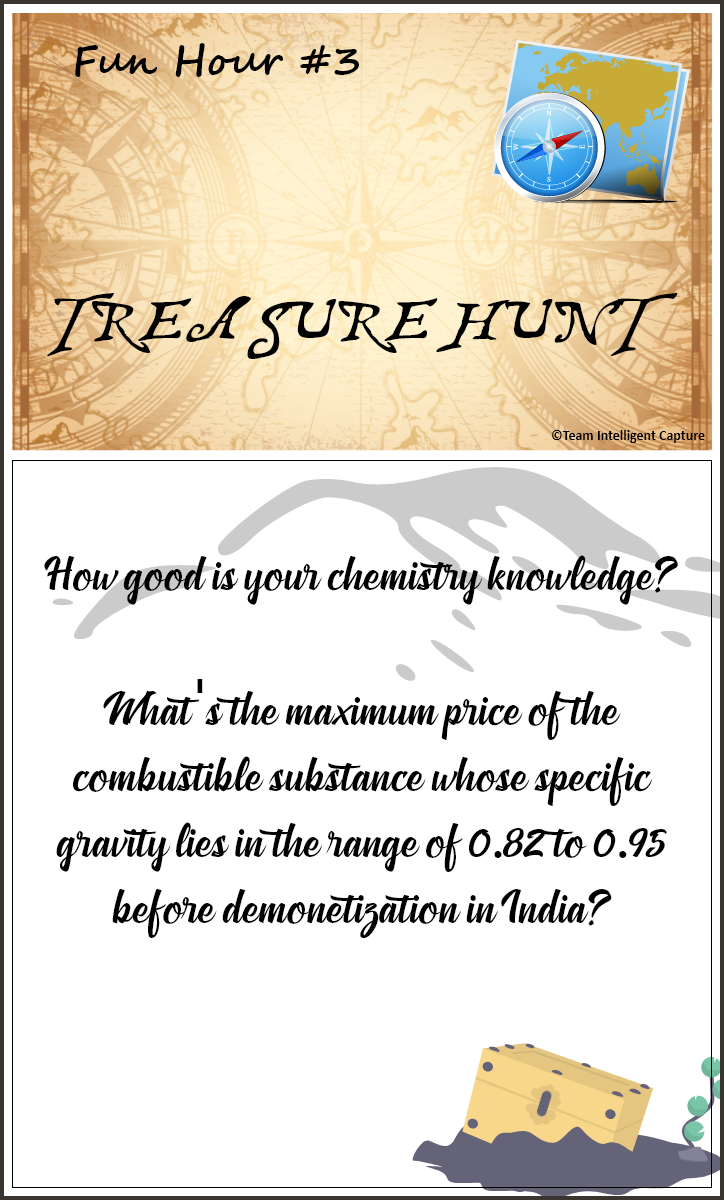 Fun Hour #3
N
E
S
W
E
W
TREASURE HUNT
©Team Intelligent Capture
How good is your chemistry knowledge?
What's the maximum price of the
combustible substance whose specific
gravity lies in the range of 0.82 to 0.95
before demonetization in India?